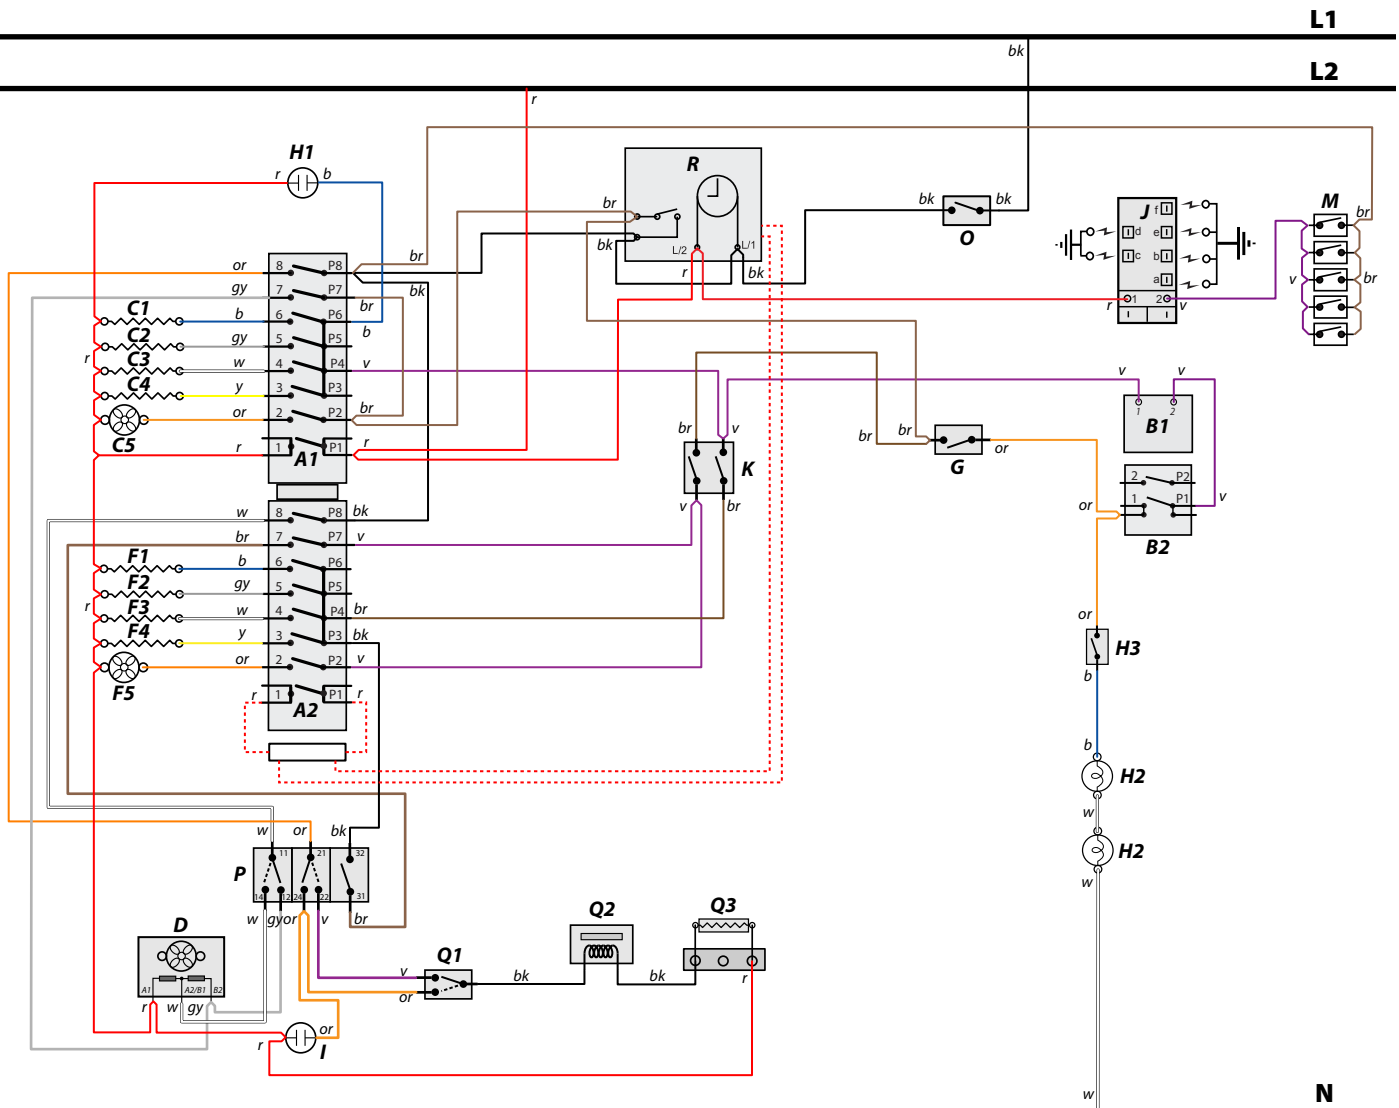 L1
bk
L2
r
H1
r b
R
br
bk
L/2 L/1
r bk
bk bk
O
J
f
d e
c b
a
1 2
r v
M
br
v br
or 8 P8 br
gy 7 P7 br bk
C1 b 6 P6 b
C2 gy 5 P5
r C3 w 4 P4 v
C4 y 3 P3
C5 or 2 P2 br
r 1 P1 r
A1
br v
K
v br
br br
G
or
v v
1 2
B1
2 P2
or 1 P1 v
B2
w 8 P8 bk
br 7 P7 v
F1 b 6 P6
F2 gy 5 P5
r F3 w 4 P4 br
F4 y 3 P3 bk
F5 or 2 P2 v
r 1 P1 r
A2
or
H3
b
b
H2
w
H2
w
w or bk
P
11 21 32
14 12 24 22 31
w gy or v br
D
A1 A2/B1 B2
r w gy
or
r I
Q1
v
or
bk
Q2
bk
Q3
r
w
N